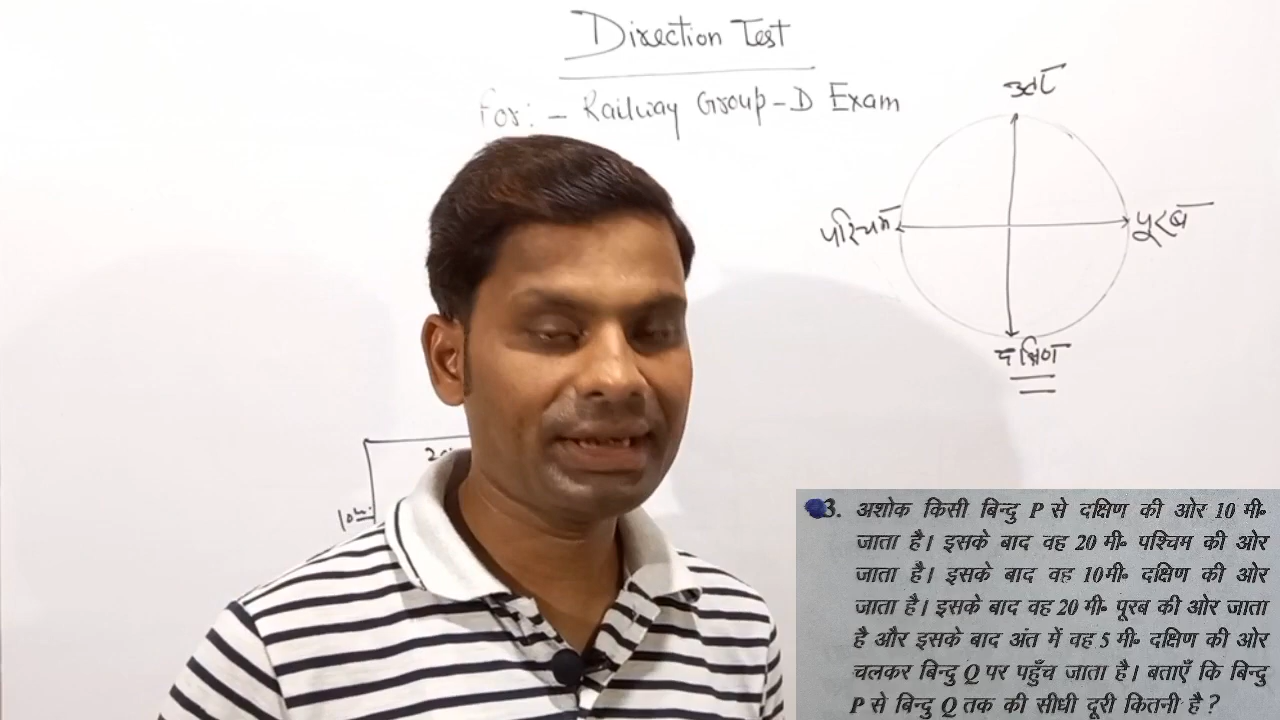 Direction Test
For: - Railway Group-D Exam
उत्तर
पश्चिम
पूरब
दक्षिण
10m
3. अशोक किसी बिन्दु P से दक्षिण की ओर 10 मी॰
जाता है। इसके बाद वह 20 मी॰ पश्चिम की ओर
जाता है। इसके बाद वह 10मी॰ दक्षिण की ओर
जाता है। इसके बाद वह 20 मी॰ पूरब की ओर जाता
है और इसके बाद अंत में वह 5 मी॰ दक्षिण की ओर
चलकर बिन्दु Q पर पहुँच जाता है। बताएँ कि बिन्दु
P से बिन्दु Q तक की सीधी दूरी कितनी है ?